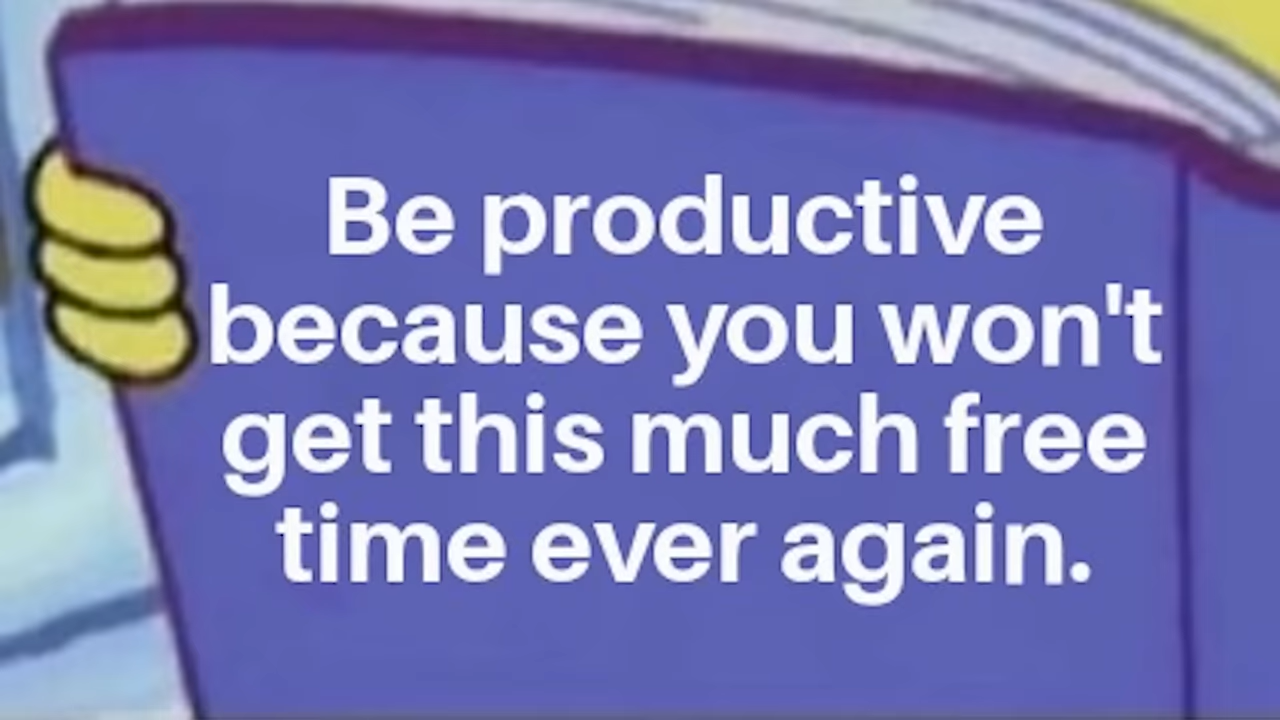 Be productive
because you won't
get this much free
time ever again.